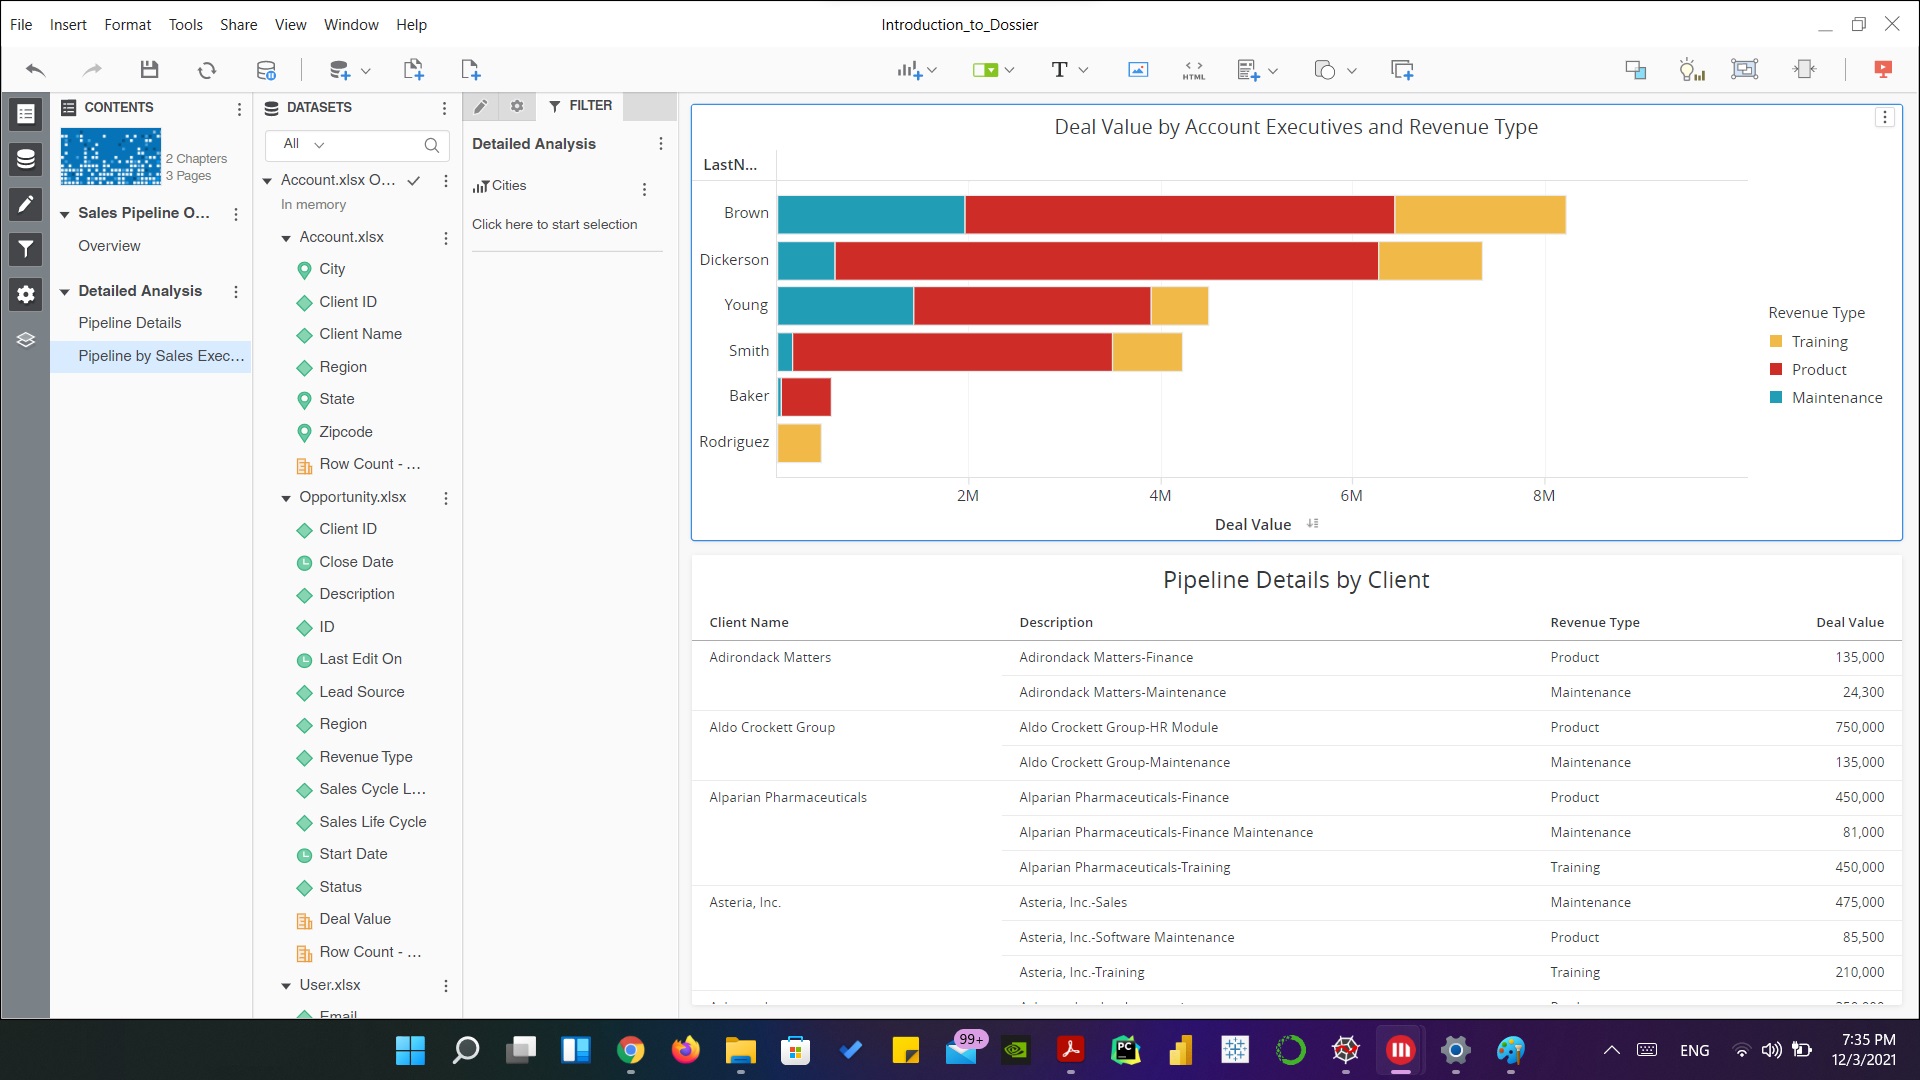 File Insert Format Tools Share View Window Help
Introduction_to_Dossier
HTML
CONTENTS
2 Chapters
3 Pages
Sales Pipeline O...
Overview
Detailed Analysis
Pipeline Details
Pipeline by Sales Exec...
DATASETS
All
Account.xlsx O...
In memory
Account.xlsx
City
Client ID
Client Name
Region
State
Zipcode
Row Count - ...
Opportunity.xlsx
Client ID
Close Date
Description
ID
Last Edit On
Lead Source
Region
Revenue Type
Sales Cycle L...
Sales Life Cycle
Start Date
Status
Deal Value
Row Count - ...
User.xlsx
Email
FILTER
Detailed Analysis
Cities
Click here to start selection
Deal Value by Account Executives and Revenue Type
LastN...
Brown
Dickerson
Young
Smith
Baker
Rodriguez
2M 4M 6M 8M
Deal Value
Revenue Type
Training
Product
Maintenance
Pipeline Details by Client
Client Name Description Revenue Type Deal Value
Adirondack Matters Adirondack Matters-Finance Product 135,000
Adirondack Matters-Maintenance Maintenance 24,300
Aldo Crockett Group Aldo Crockett Group-HR Module Product 750,000
Aldo Crockett Group-Maintenance Maintenance 135,000
Alparian Pharmaceuticals Alparian Pharmaceuticals-Finance Product 450,000
Alparian Pharmaceuticals-Finance Maintenance Maintenance 81,000
Alparian Pharmaceuticals-Training Training 450,000
Asteria, Inc. Asteria, Inc.-Sales Maintenance 475,000
Asteria, Inc.-Software Maintenance Product 85,500
Asteria, Inc.-Training Training 210,000
99+
PC
ENG
7:35 PM
12/3/2021